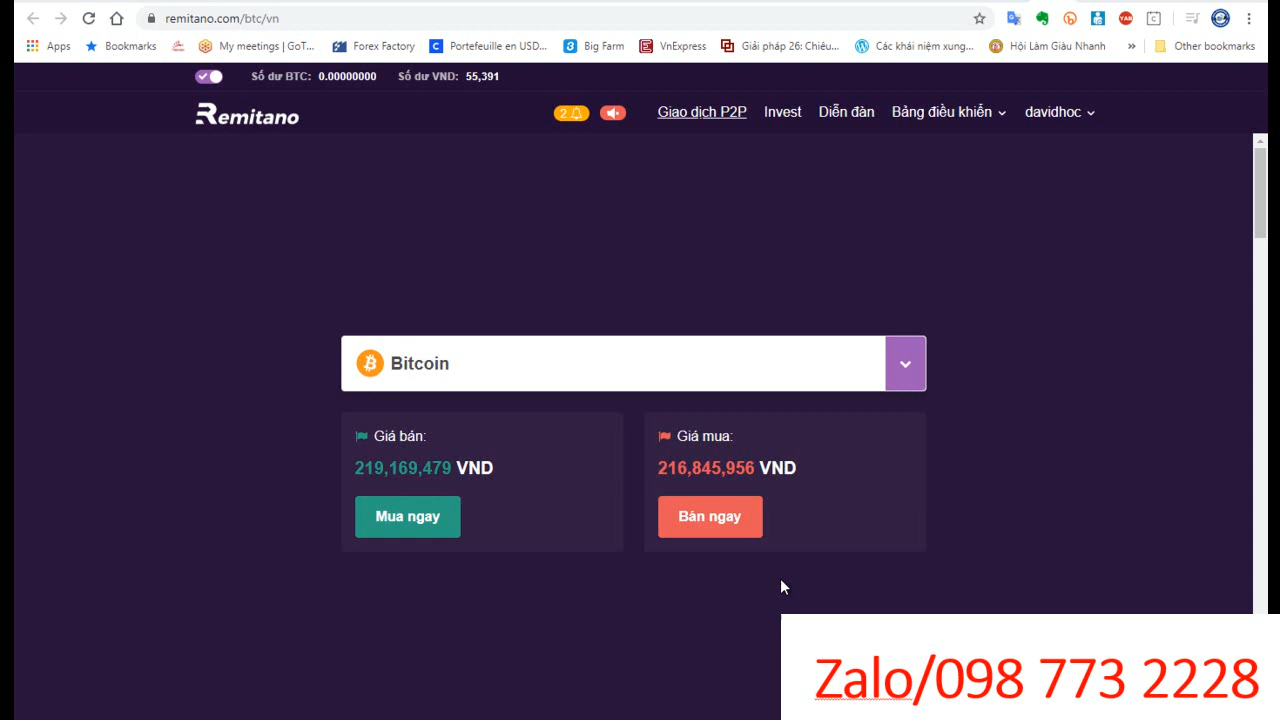 remitano.com/btc/vn
Apps Bookmarks My meetings | GoT... Forex Factory Portefeuille en USD... Big Farm VnExpress Giải pháp 26: Chiêu... Các khái niệm xung... Hội Làm Giàu Nhanh » Other bookmarks
Số dư BTC: 0.00000000 Số dư VND: 55,391
Remitano 2 Giao dịch P2P Invest Diễn đàn Bảng điều khiển davidhoc
Bitcoin
Giá bán: Giá mua:
219,169,479 VND 216,845,956 VND
Mua ngay Bán ngay
Zalo/098 773 2228